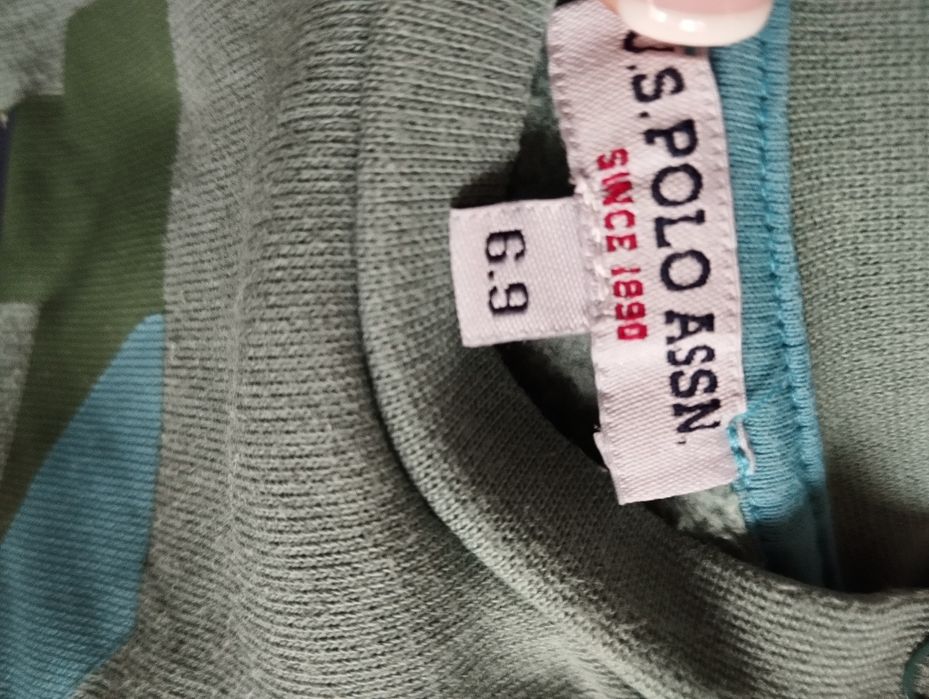 U.S. POLO ASSN.
SINCE 1890
6.9